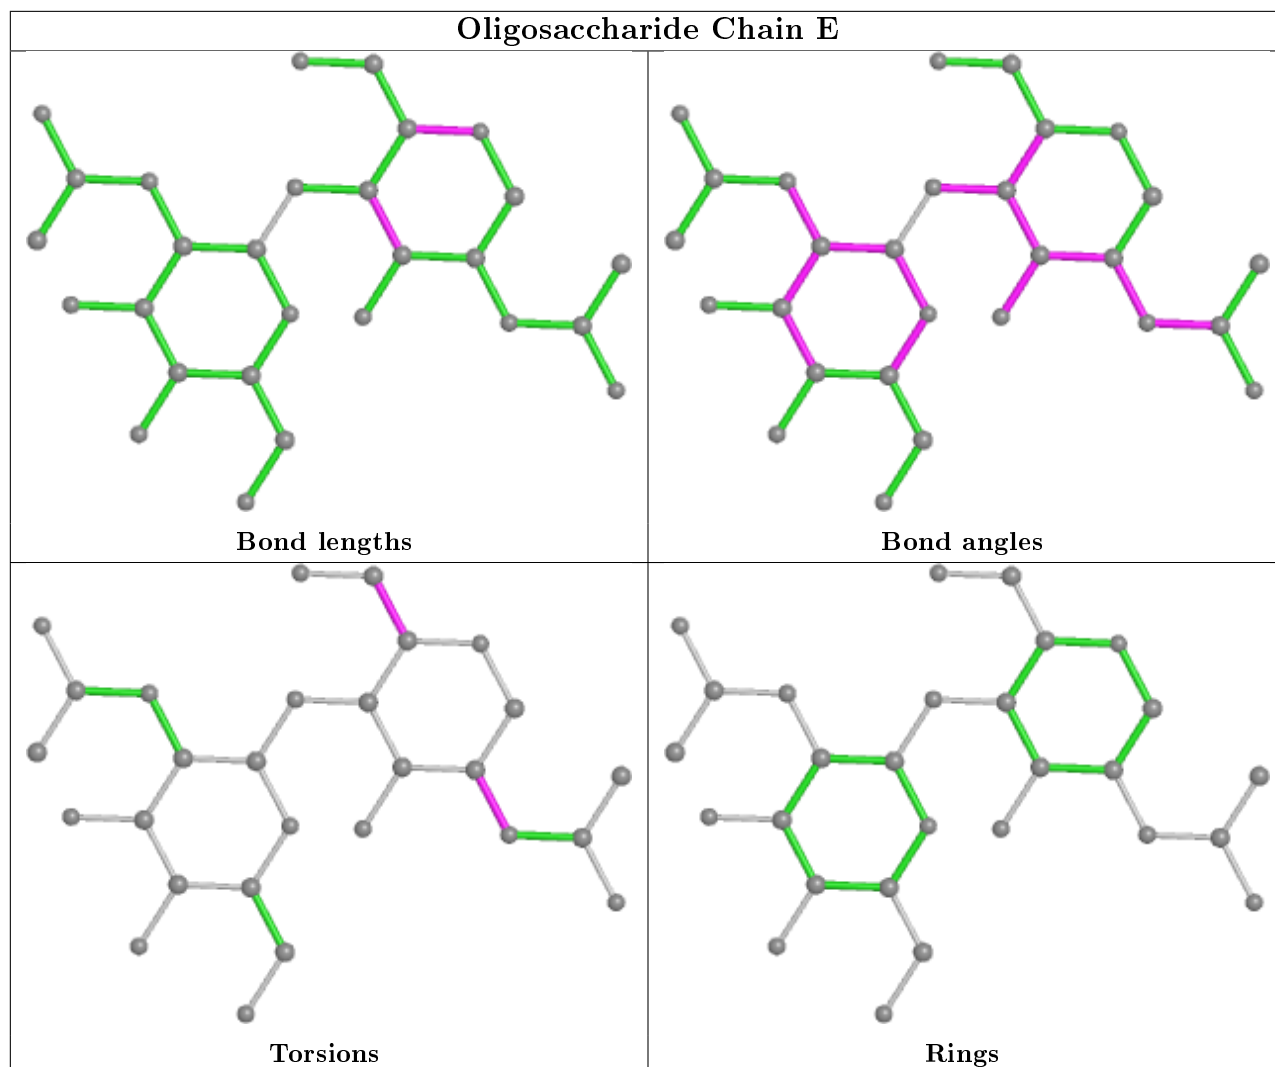 Oligosaccharide Chain E
Bond lengths
Bond angles
Torsions
Rings